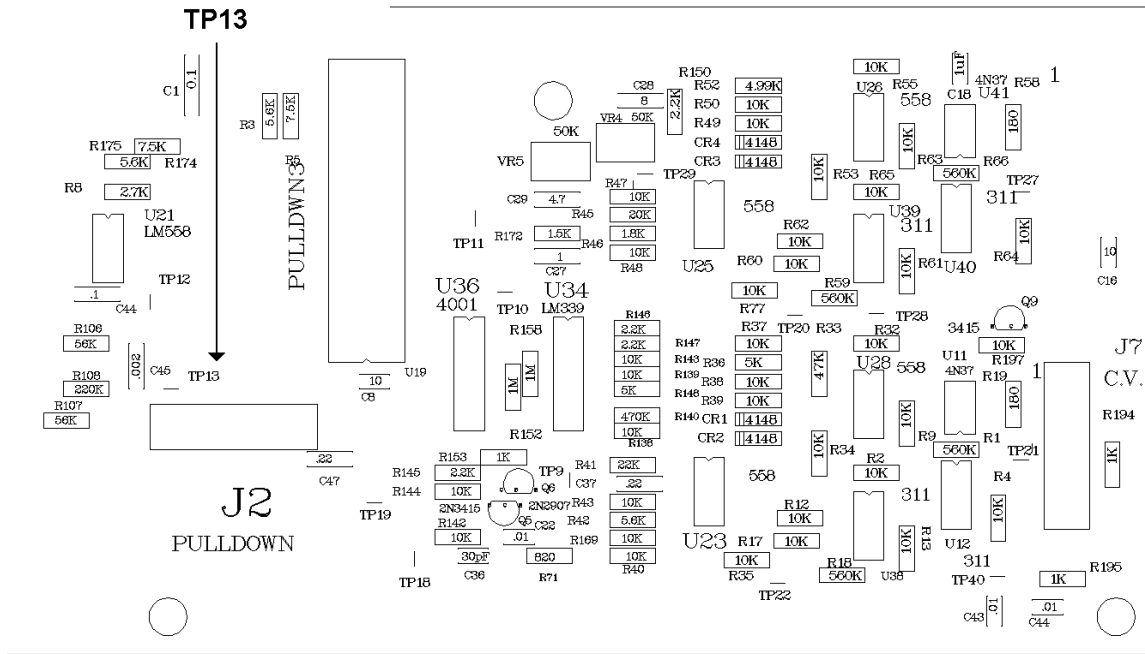 TP13
C1 0.1
R3 5.6K 7.5K
R5
R175 7.5K
5.6K R174
R8 2.7K
U21
LM558
TP12
.1
C44
R106
56K
.002 C45
TP13
R108
220K
R107
56K
PULLDWN3
U19
10
C8
.22
C47
J2
PULLDOWN
TP19
TP18
50K
VR5
VR4 50K
C28
8
2.2K
R150
C29 4.7
R45
R172 1.5K
R46
1
C27
TP11
TP29
R47
10K
20K
1.8K
10K
R48
U36
4001
TP10
U34
LM339
R158
1M 1M
R152
R146
2.2K
2.2K R147
10K R143
10K R139
5K R148
470K R140
10K
R138
R153 1K
R145 2.2K
R144 10K
2N3415
R142
10K
30pF
C36
TP9
Q6
2N2907
Q5
C22
.01
820
R71
R41 22K
C37 .22
R43 10K
R42 5.6K
R169 10K
10K
R40
R52 4.99K
R50 10K
R49 10K
CR4 4148
CR3 4148
558
U25
R62
10K
R60 10K
R59
560K
10K
R77
TP20
R33
TP28
R37 10K
R36 5K
R38 10K
R39 10K
CR1 4148
CR2 4148
47K
10K R34
558
U23
R12
10K
10K
R17
10K
R35
TP22
R18
560K
U38
10K
R55
U26
558
10K R63
10K R53
R65
10K
U39
311
10K R61
R32
10K
U28
558
10K R9
R2
10K
311
10K R13
1uF
C18
4N37
U41
R58
1
180
R66
560K
TP27
311
10K
R64
U40
10
C16
Q9
3415
10K
R197
U11
4N37
R19
1
180
R1
560K
TP21
R4
10K
U12
311
TP40
1K R195
C43 .01
.01
C44
J7
C.V.
R194
1K